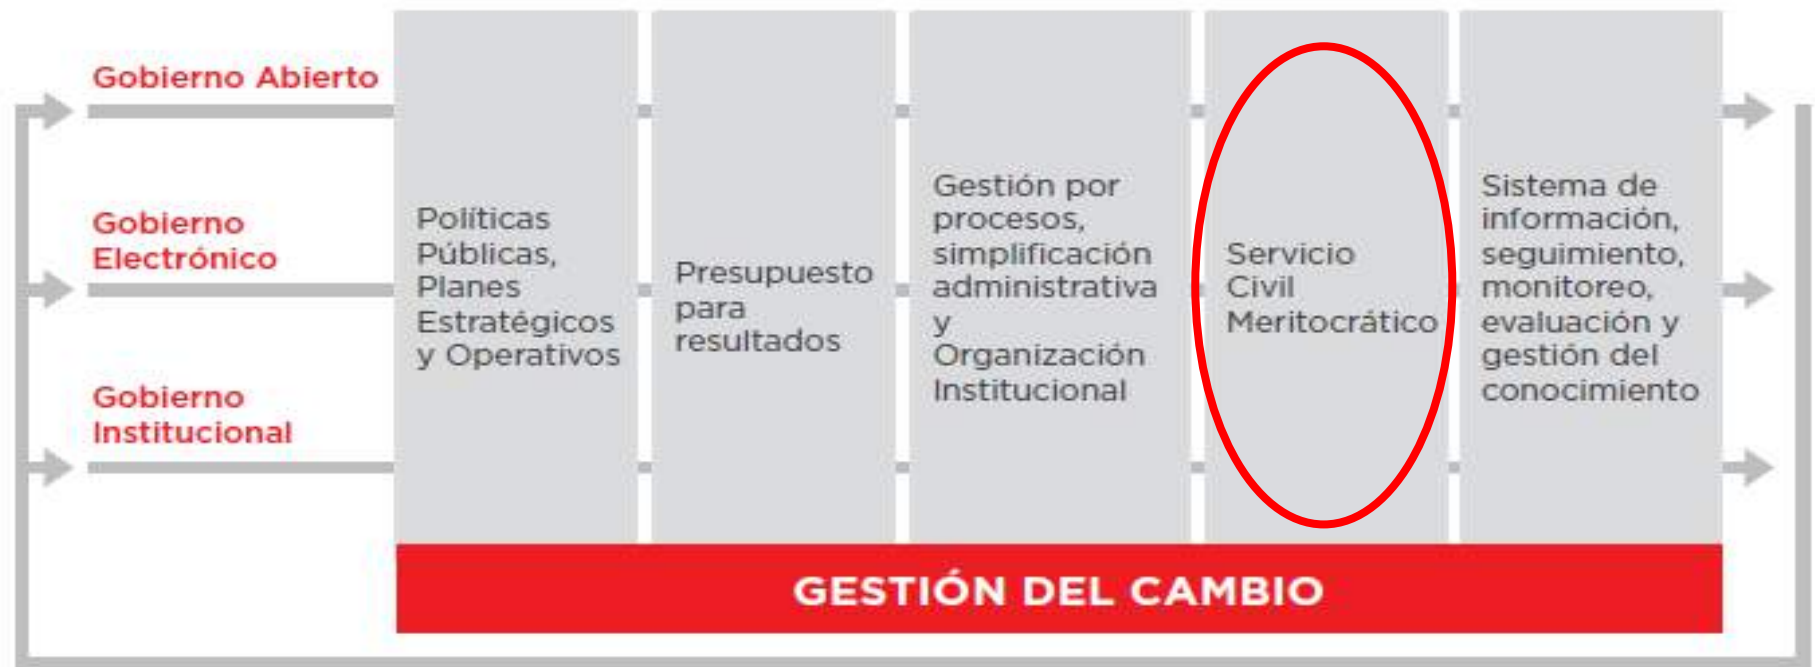 Gobierno Abierto
Gobierno
Electrónico
Gobierno
Institucional
Políticas
Públicas,
Planes
Estratégicos
y Operativos
Presupuesto
para
resultados
Gestión por
procesos,
simplificación
administrativa
y
Organización
Institucional
Servicio
Civil
Meritocrático
Sistema de
información,
seguimiento,
monitoreo,
evaluación y
gestión del
conocimiento
GESTIÓN DEL CAMBIO